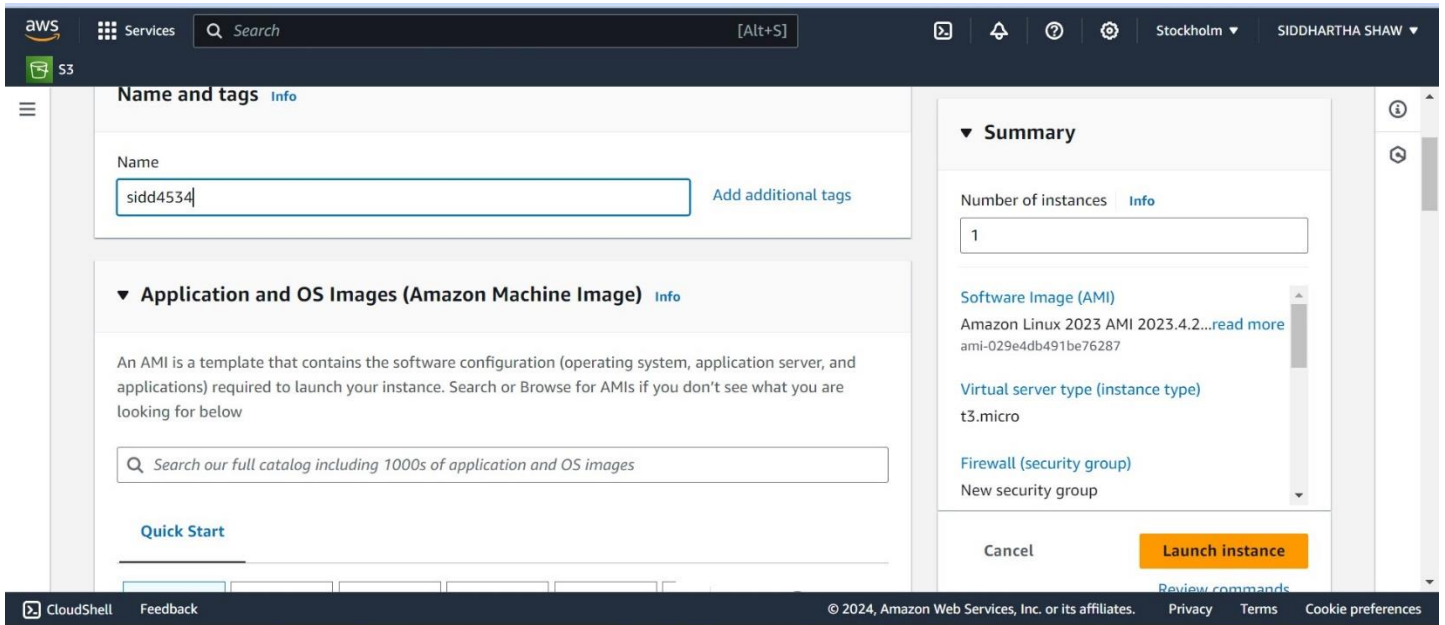 aws
Services
Search
[Alt+S]
Stockholm ▼
SIDDHARTHA SHAW ▼
S3
Name and tags Info
Name
sidd4534
Add additional tags
▼ Application and OS Images (Amazon Machine Image) Info
An AMI is a template that contains the software configuration (operating system, application server, and
applications) required to launch your instance. Search or Browse for AMIs if you don't see what you are
looking for below
Search our full catalog including 1000s of application and OS images
Quick Start
▼ Summary
Number of instances Info
1
Software Image (AMI)
Amazon Linux 2023 AMI 2023.4.2...read more
ami-029e4db491be76287
Virtual server type (instance type)
t3.micro
Firewall (security group)
New security group
Cancel
Launch instance
Review commands
CloudShell
Feedback
© 2024, Amazon Web Services, Inc. or its affiliates.
Privacy
Terms
Cookie preferences